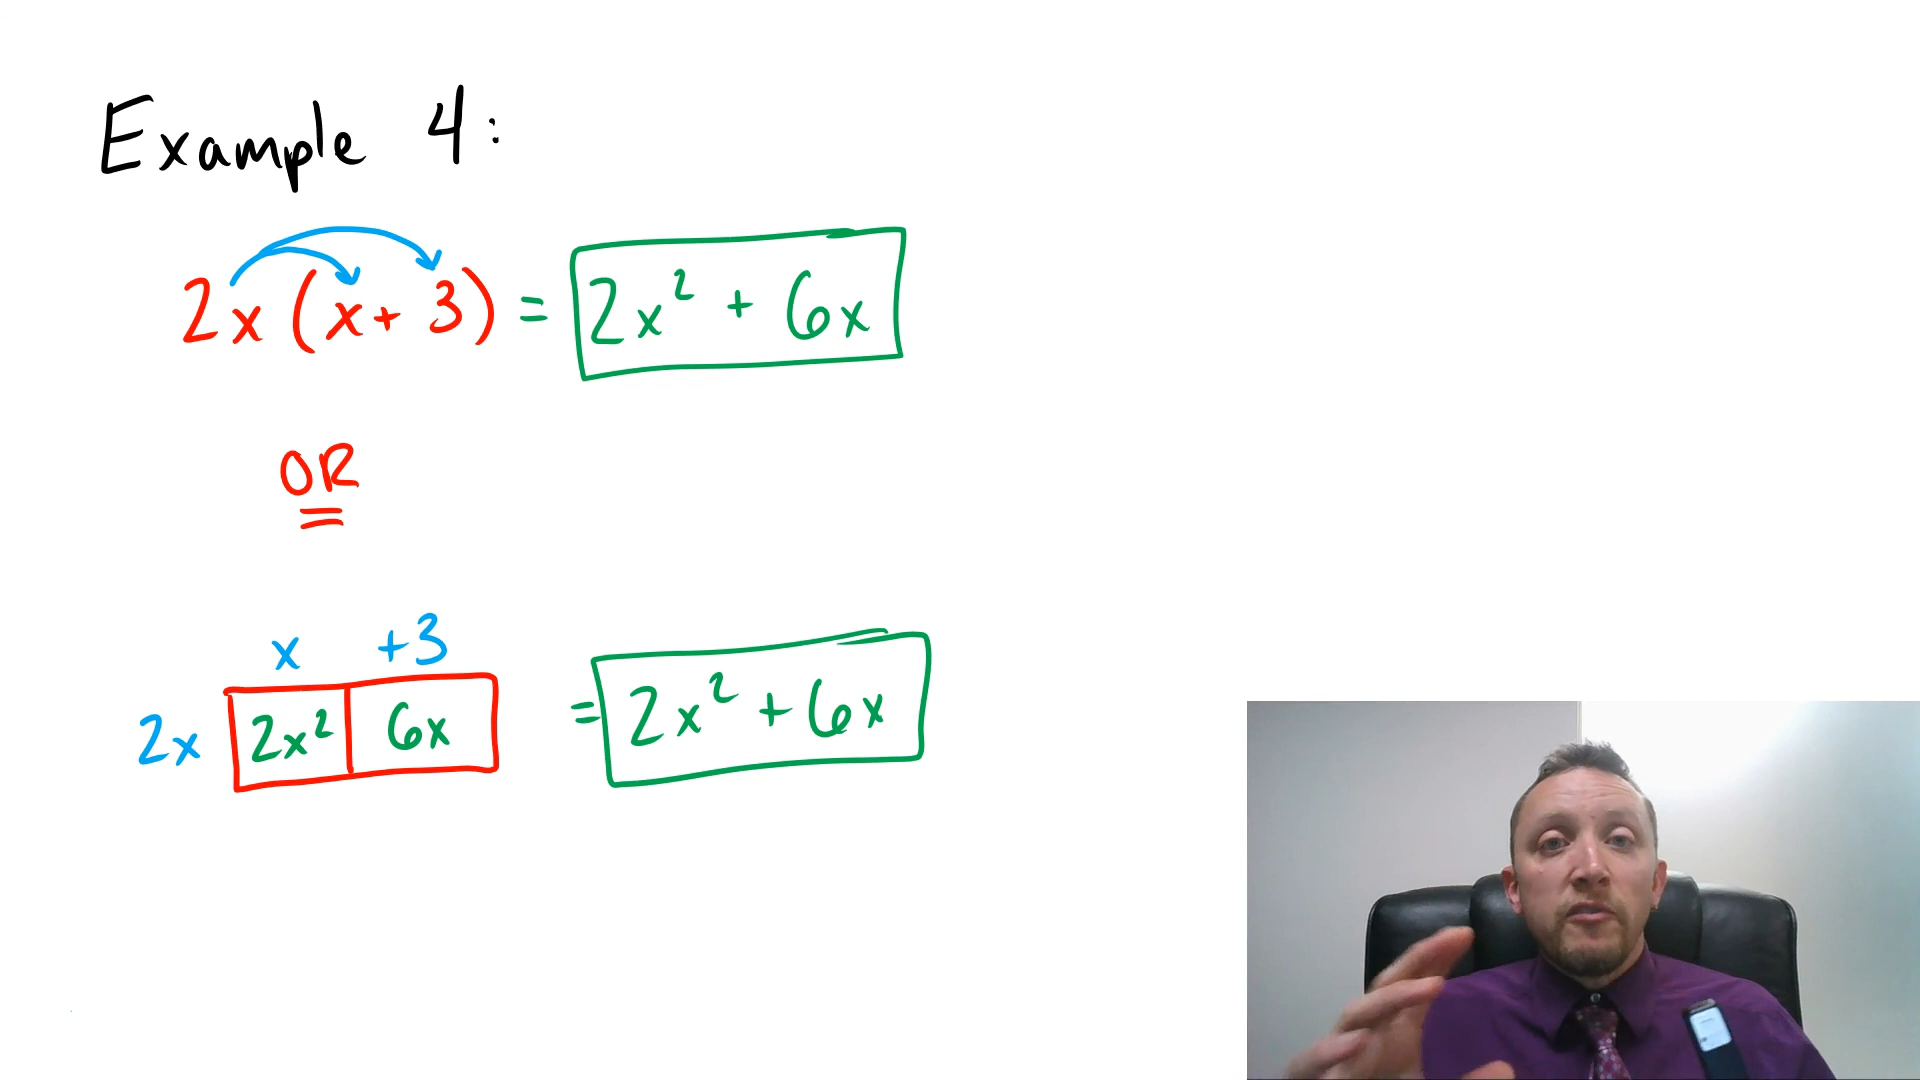 Example 4:
2x(x+3) = 2x² + 6x
OR
x +3
2x 2x² 6x = 2x² + 6x